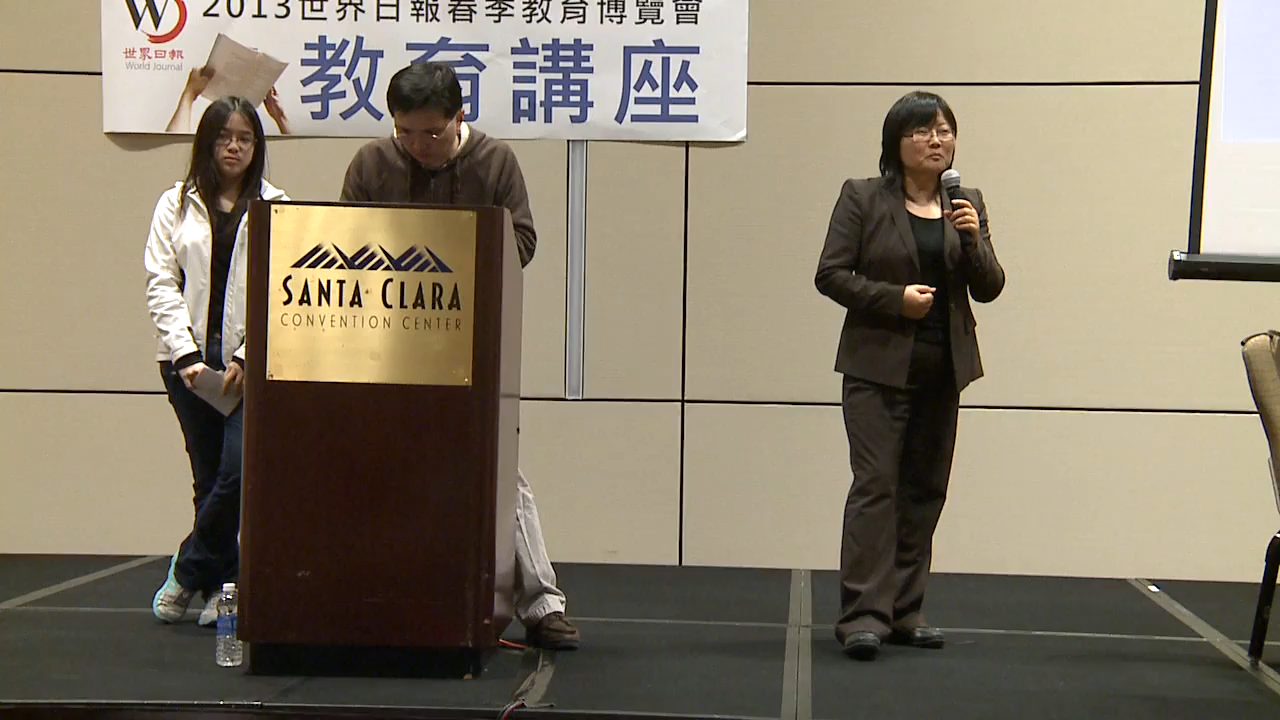 W
2013世界日報春季教育博覽會
世界日報
World Journal
教育講座
SANTA CLARA
CONVENTION CENTER